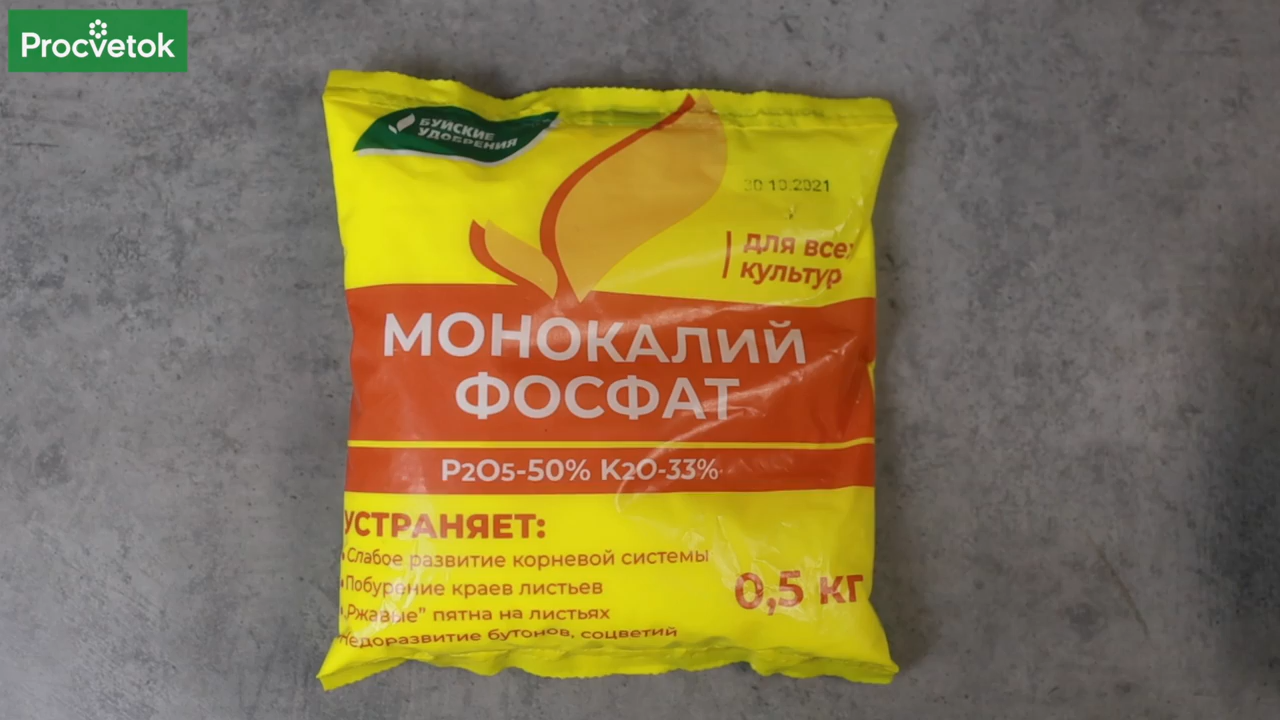 Procvetok
БУЙСКИЕ
УДОБРЕНИЯ
30.10.2021
для всех
культур
МОНОКАЛИЙ
ФОСФАТ
P2O5-50% K2O-33%
УСТРАНЯЕТ:
• Слабое развитие корневой системы
• Побурение краев листьев
• „Ржавые” пятна на листьях
Недоразвитие бутонов, соцветий
0,5 кг